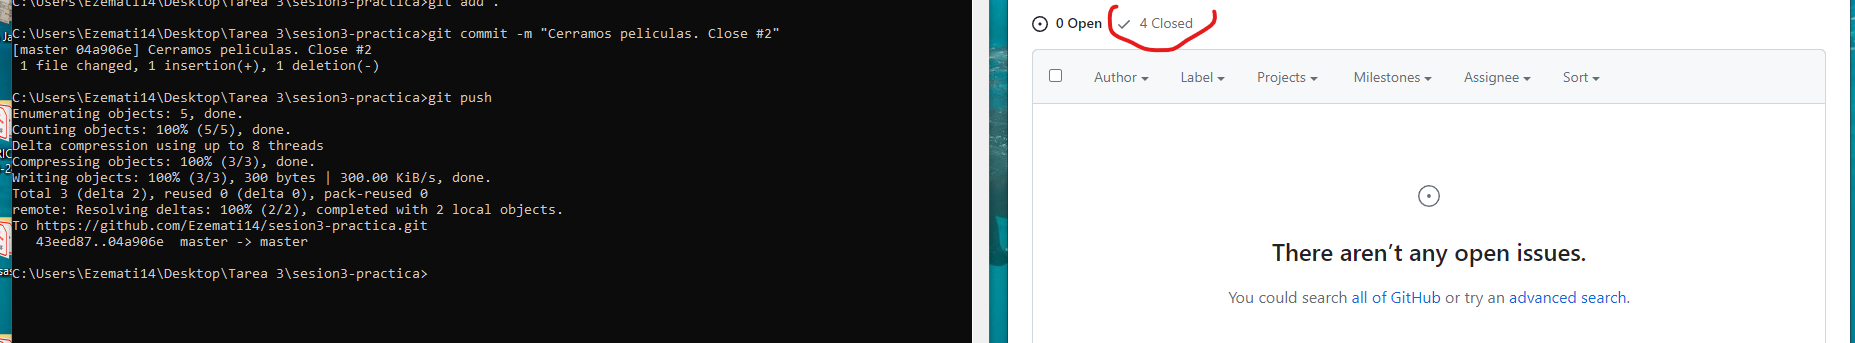 C:\Users\Ezemati14\Desktop\Tarea 3\sesion3-practica>git add .
C:\Users\Ezemati14\Desktop\Tarea 3\sesion3-practica>git commit -m "Cerramos peliculas. Close #2"
[master 04a906e] Cerramos peliculas. Close #2
1 file changed, 1 insertion(+), 1 deletion(-)
C:\Users\Ezemati14\Desktop\Tarea 3\sesion3-practica>git push
Enumerating objects: 5, done.
Counting objects: 100% (5/5), done.
Delta compression using up to 8 threads
Compressing objects: 100% (3/3), done.
Writing objects: 100% (3/3), 300 bytes | 300.00 KiB/s, done.
Total 3 (delta 2), reused 0 (delta 0), pack-reused 0
remote: Resolving deltas: 100% (2/2), completed with 2 local objects.
To https://github.com/Ezemati14/sesion3-practica.git
43eed87..04a906e  master -> master
C:\Users\Ezemati14\Desktop\Tarea 3\sesion3-practica>
0 Open 4 Closed
Author Label Projects Milestones Assignee Sort
There aren’t any open issues.
You could search all of GitHub or try an advanced search.